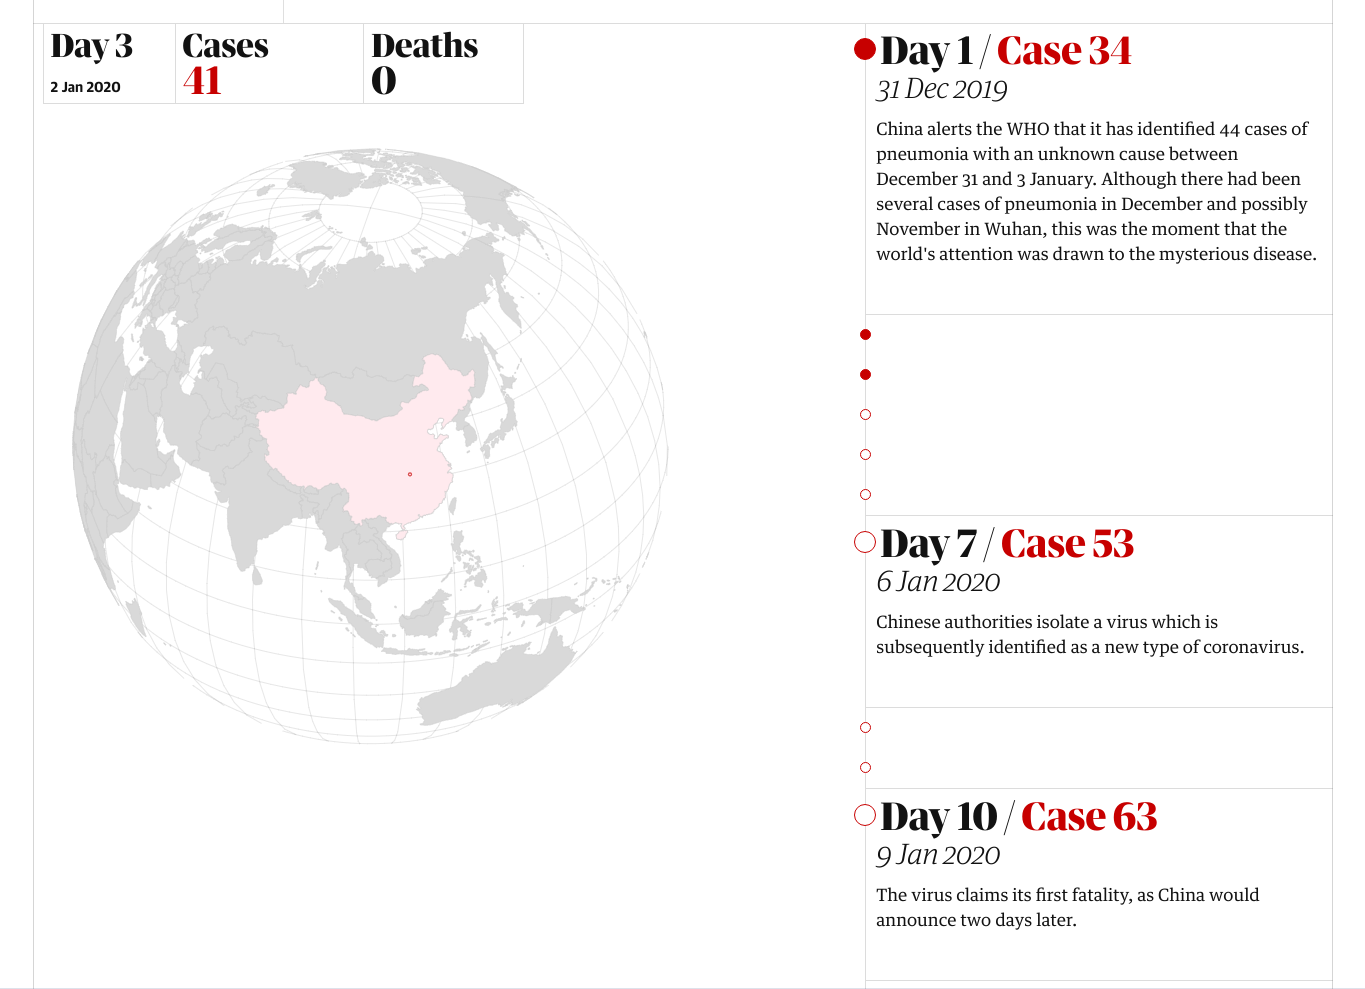 Day 3
2 Jan 2020
Cases
41
Deaths
0
Day 1 / Case 34
31 Dec 2019
China alerts the WHO that it has identified 44 cases of
pneumonia with an unknown cause between
December 31 and 3 January. Although there had been
several cases of pneumonia in December and possibly
November in Wuhan, this was the moment that the
world's attention was drawn to the mysterious disease.
Day 7 / Case 53
6 Jan 2020
Chinese authorities isolate a virus which is
subsequently identified as a new type of coronavirus.
Day 10 / Case 63
9 Jan 2020
The virus claims its first fatality, as China would
announce two days later.